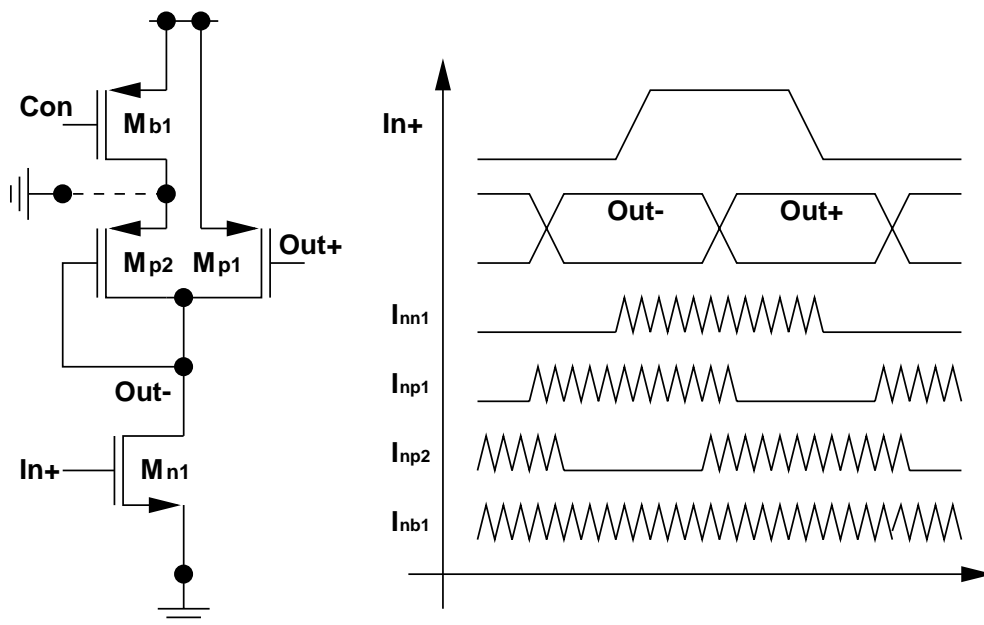 Con
Mb1
Mp2 Mp1
Out+
Out-
In+
Mn1
In+
Out- Out+
Inn1
Inp1
Inp2
Inb1